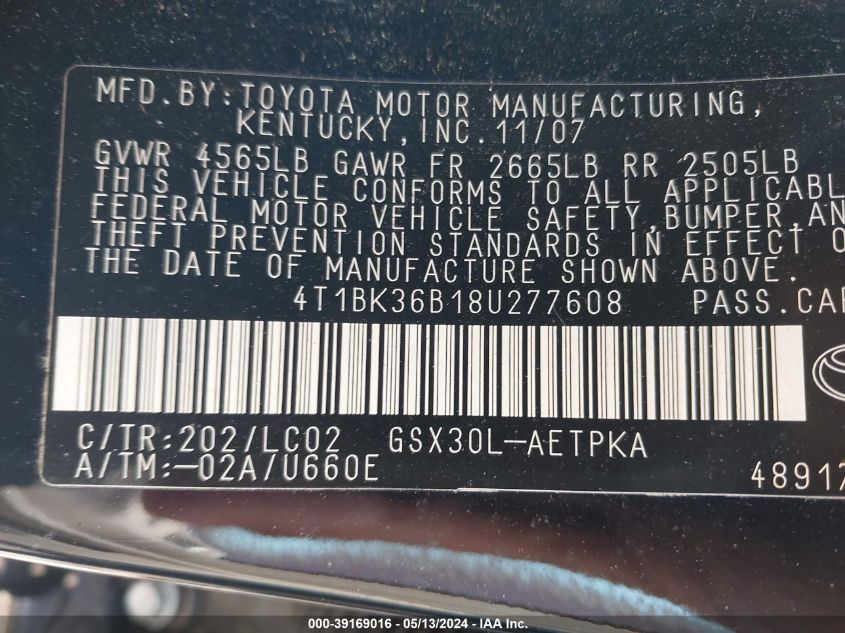 MFD.BY:TOYOTA MOTOR MANUFACTURING,
KENTUCKY,INC.11/07
GVWR 4565LB GAWR FR 2665LB RR 2505LB
THIS VEHICLE CONFORMS TO ALL APPLICABL
FEDERAL MOTOR VEHICLE SAFETY,BUMPER,AN
THEFT PREVENTION STANDARDS IN EFFECT O
THE DATE OF MANUFACTURE SHOWN ABOVE.
4T1BK36B18U277608 PASS.CAR
C/TR:202/LC02 GSX30L-AETPKA
A/TM:-02A/U660E 48917
000-39169016 - 05/13/2024 - IAA Inc.